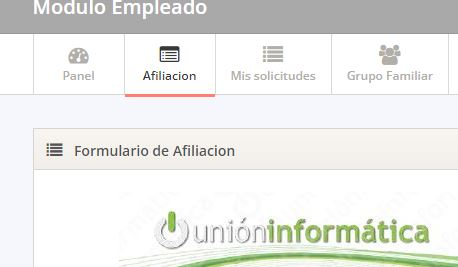 Modulo Empleado
Panel
Afiliacion
Mis solicitudes
Grupo Familiar
Formulario de Afiliacion
unióninformática